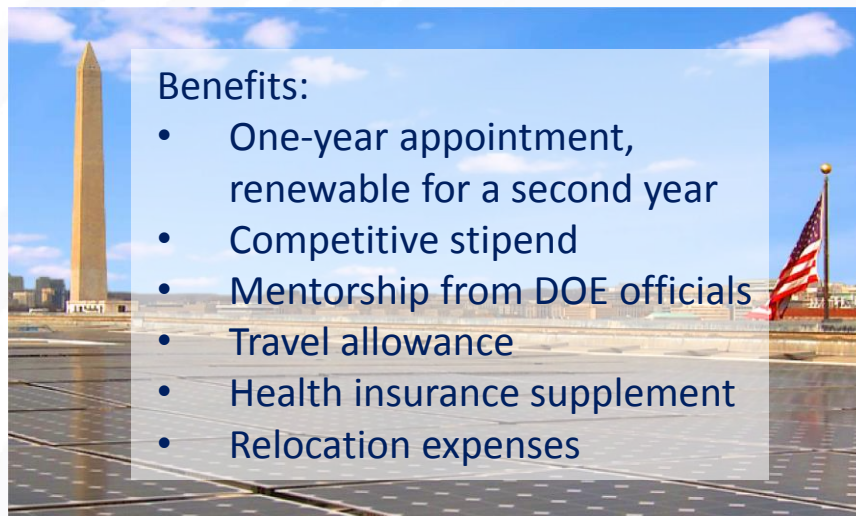 Benefits:
• One-year appointment,
renewable for a second year
• Competitive stipend
• Mentorship from DOE officials
• Travel allowance
• Health insurance supplement
• Relocation expenses